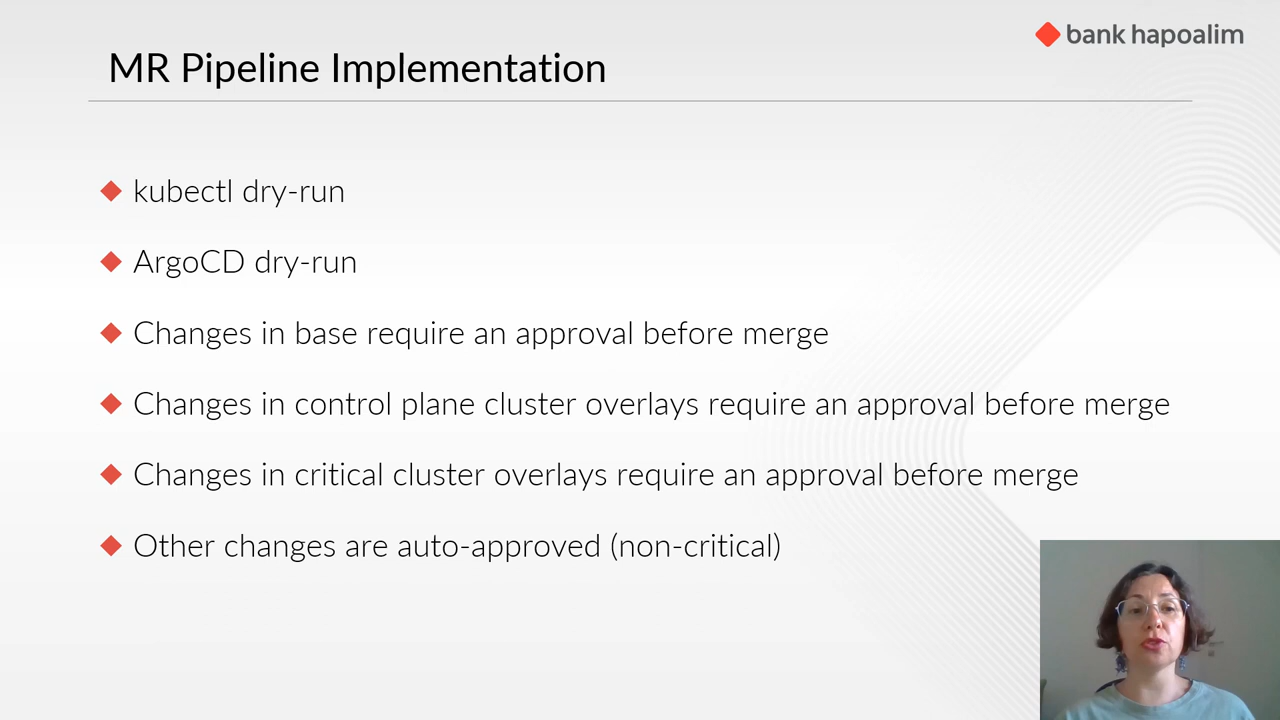 bank hapoalim
MR Pipeline Implementation
kubectl dry-run
ArgoCD dry-run
Changes in base require an approval before merge
Changes in control plane cluster overlays require an approval before merge
Changes in critical cluster overlays require an approval before merge
Other changes are auto-approved (non-critical)